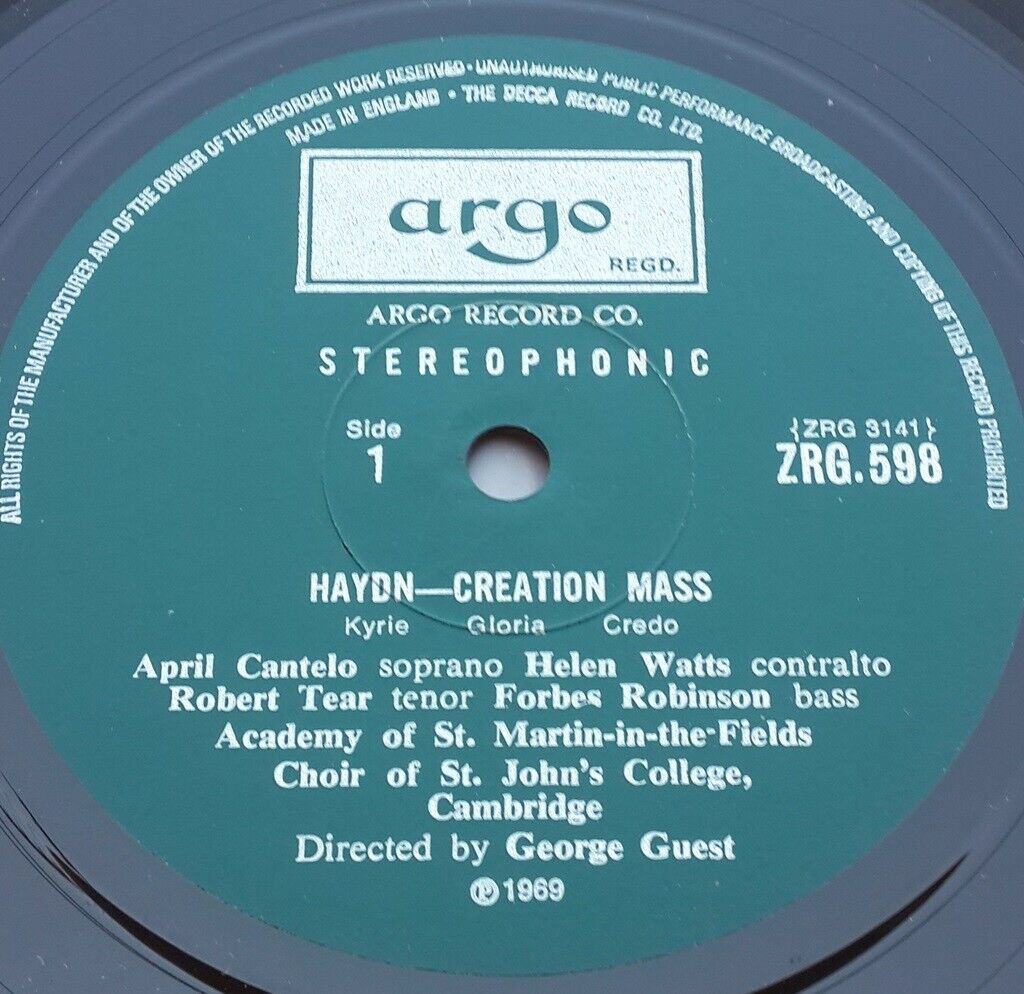 ALL RIGHTS OF THE MANUFACTURER AND OF THE OWNER OF THE RECORDED WORK RESERVED • UNAUTHORISED PUBLIC PERFORMANCE BROADCASTING AND COPYING OF THIS RECORD PROHIBITED
MADE IN ENGLAND • THE DECCA RECORD CO. LTD.
argo
REGD.
ARGO RECORD CO.
STEREOPHONIC
Side {ZRG 3141}
1 ZRG.598
HAYDN—CREATION MASS
Kyrie Gloria Credo
April Cantelo soprano Helen Watts contralto
Robert Tear tenor Forbes Robinson bass
Academy of St. Martin-in-the-Fields
Choir of St. John's College,
Cambridge
Directed by George Guest
℗1969